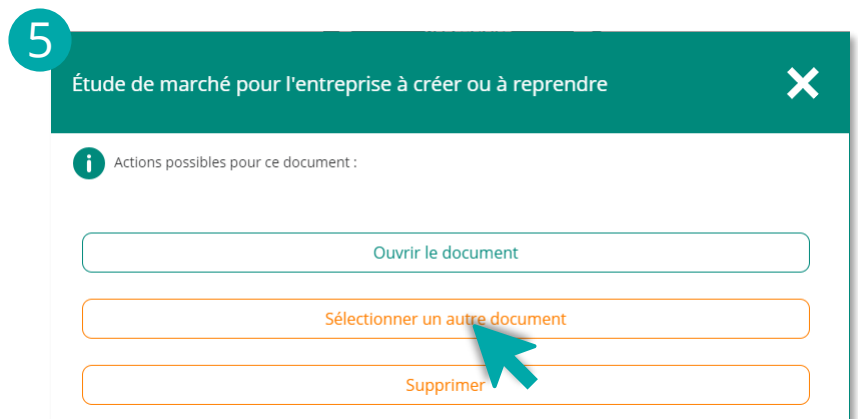 5
Étude de marché pour l'entreprise à créer ou à reprendre
Actions possibles pour ce document :
Ouvrir le document
Sélectionner un autre document
Supprimer